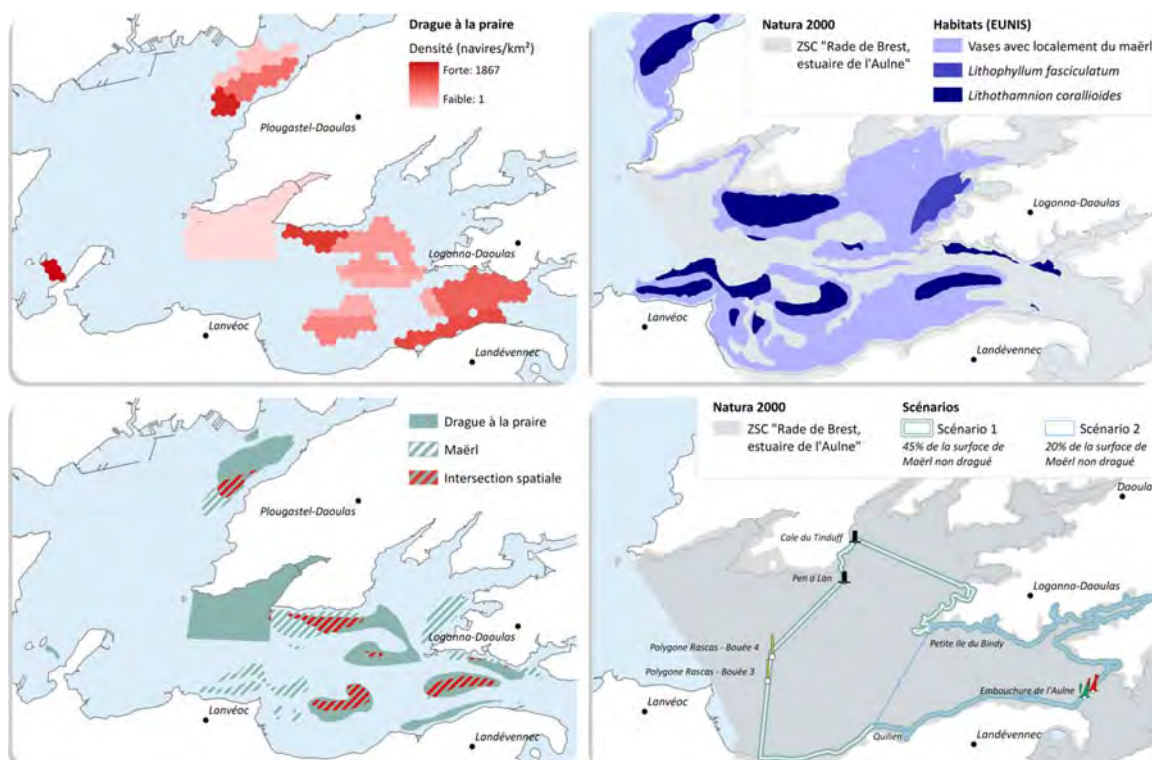 Drague à la praire
Densité (navires/km²)
Forte: 1867
Faible: 1
Plougastel-Daoulas
Logonna-Daoulas
Lanvéoc
Landévennec
Natura 2000
ZSC "Rade de Brest,
estuaire de l'Aulne"
Habitats (EUNIS)
Vases avec localement du maërl
Lithophyllum fasciculatum
Lithothamnion corallioides
Logonna-Daoulas
Lanvéoc
Landévennec
Drague à la praire
Maërl
Intersection spatiale
Plougastel-Daoulas
Logonna-Daoulas
Lanvéoc
Landévennec
Natura 2000
ZSC "Rade de Brest,
estuaire de l'Aulne"
Scénarios
Scénario 1
45% de la surface de
Maërl non dragué
Scénario 2
20% de la surface de
Maërl non dragué
Daoula
Cale du Tinduff
Pen a Lan
Logonna-Daoulas
Petite Ile du Bindy
Polygone Rascas - Bouée 4
Polygone Rascas - Bouée 3
Embouchure de l'Aulne
Lanvéoc
Quilien
Landévennec